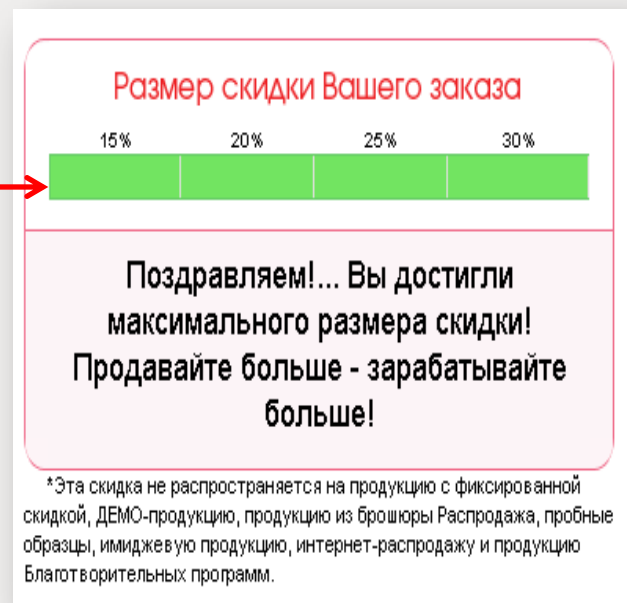 Размер скидки Вашего заказа
15% 20% 25% 30%
Поздравляем!... Вы достигли
максимального размера скидки!
Продавайте больше - зарабатывайте
больше!
*Эта скидка не распространяется на продукцию с фиксированной
скидкой, ДЕМО-продукцию, продукцию из брошюры Распродажа, пробные
образцы, имиджевую продукцию, интернет-распродажу и продукцию
Благотворительных программ.